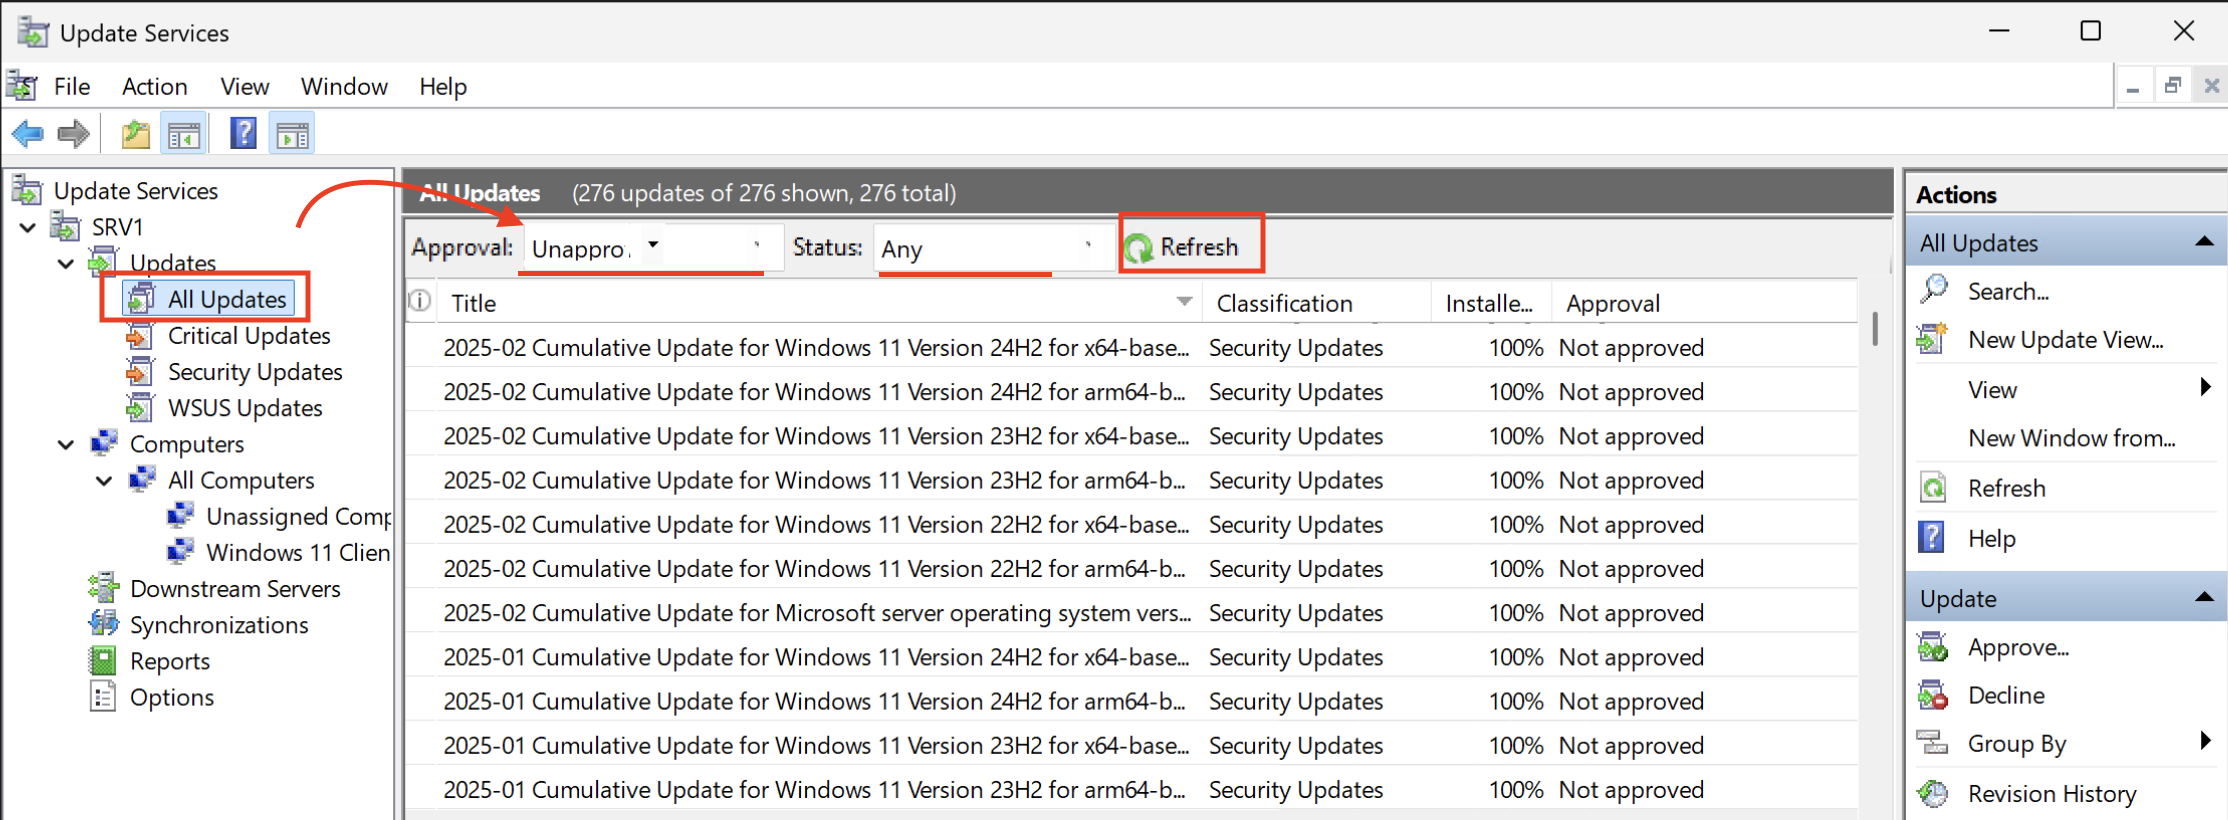 Update Services
File Action View Window Help
Update Services
SRV1
Updates
All Updates
Critical Updates
Security Updates
WSUS Updates
Computers
All Computers
Unassigned Comp
Windows 11 Clien
Downstream Servers
Synchronizations
Reports
Options
All Updates (276 updates of 276 shown, 276 total)
Approval: Unappro Status: Any Refresh
Title Classification Installe... Approval
2025-02 Cumulative Update for Windows 11 Version 24H2 for x64-base... Security Updates 100% Not approved
2025-02 Cumulative Update for Windows 11 Version 24H2 for arm64-b... Security Updates 100% Not approved
2025-02 Cumulative Update for Windows 11 Version 23H2 for x64-base... Security Updates 100% Not approved
2025-02 Cumulative Update for Windows 11 Version 23H2 for arm64-b... Security Updates 100% Not approved
2025-02 Cumulative Update for Windows 11 Version 22H2 for x64-base... Security Updates 100% Not approved
2025-02 Cumulative Update for Windows 11 Version 22H2 for arm64-b... Security Updates 100% Not approved
2025-02 Cumulative Update for Microsoft server operating system vers... Security Updates 100% Not approved
2025-01 Cumulative Update for Windows 11 Version 24H2 for x64-base... Security Updates 100% Not approved
2025-01 Cumulative Update for Windows 11 Version 24H2 for arm64-b... Security Updates 100% Not approved
2025-01 Cumulative Update for Windows 11 Version 23H2 for x64-base... Security Updates 100% Not approved
2025-01 Cumulative Update for Windows 11 Version 23H2 for arm64-b... Security Updates 100% Not approved
Actions
All Updates
Search...
New Update View...
View
New Window from...
Refresh
Help
Update
Approve...
Decline
Group By
Revision History